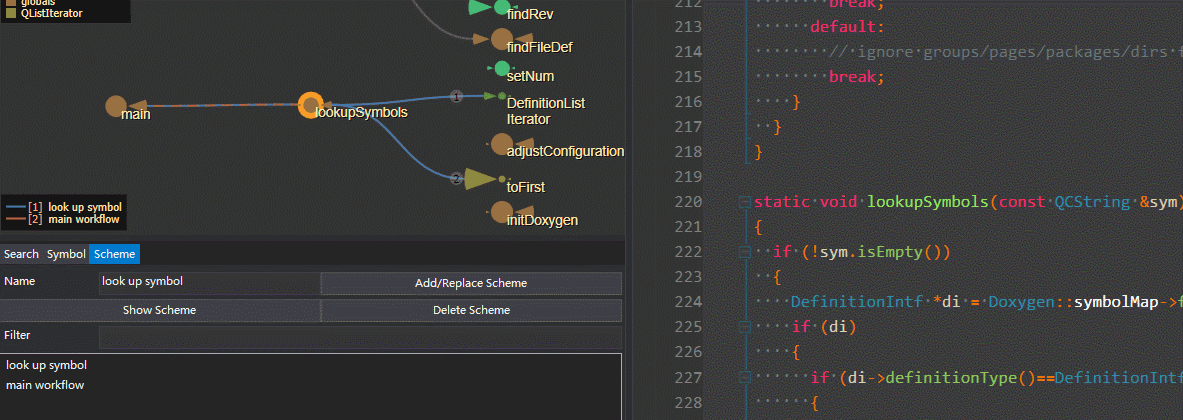 globals
QListIterator
findRev
findFileDef
setNum
1
DefinitionList
Iterator
main
lookupSymbols
adjustConfiguration
2
toFirst
initDoxygen
[1] look up symbol
[2] main workflow
Search Symbol Scheme
Name look up symbol Add/Replace Scheme
Show Scheme Delete Scheme
Filter
look up symbol
main workflow
212 break;
213 default:
214 // ignore groups/pages/packages/dirs
215 break;
216 }
217 }
218 }
219
220 static void lookupSymbols(const QCString &sym)
221 {
222 if (!sym.isEmpty())
223 {
224 DefinitionIntf *di = Doxygen::symbolMap->
225 if (di)
226 {
227 if (di->definitionType()==DefinitionIntf
228 {